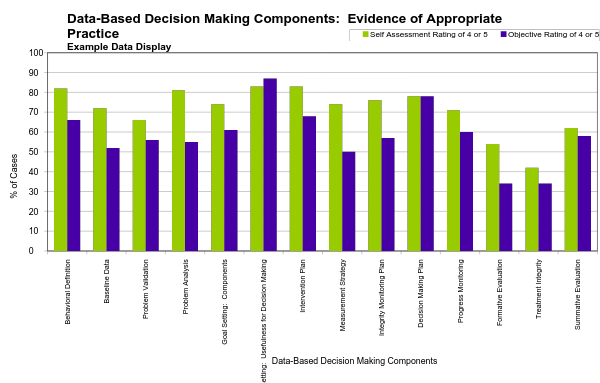 Data-Based Decision Making Components:  Evidence of Appropriate
Practice
Example Data Display
Self Assessment Rating of 4 or 5
Objective Rating of 4 or 5
100
90
80
70
60
50
40
30
20
10
0
% of Cases
Behavioral Definition
Baseline Data
Problem Validation
Problem Analysis
Goal Setting:  Components
etting:  Usefulness for Decision Making
Intervention Plan
Measurement Strategy
Integrity Monitoring Plan
Decision Making Plan
Progress Monitoring
Formative Evaluation
Treatment Integrity
Summative Evaluation
Data-Based Decision Making Components